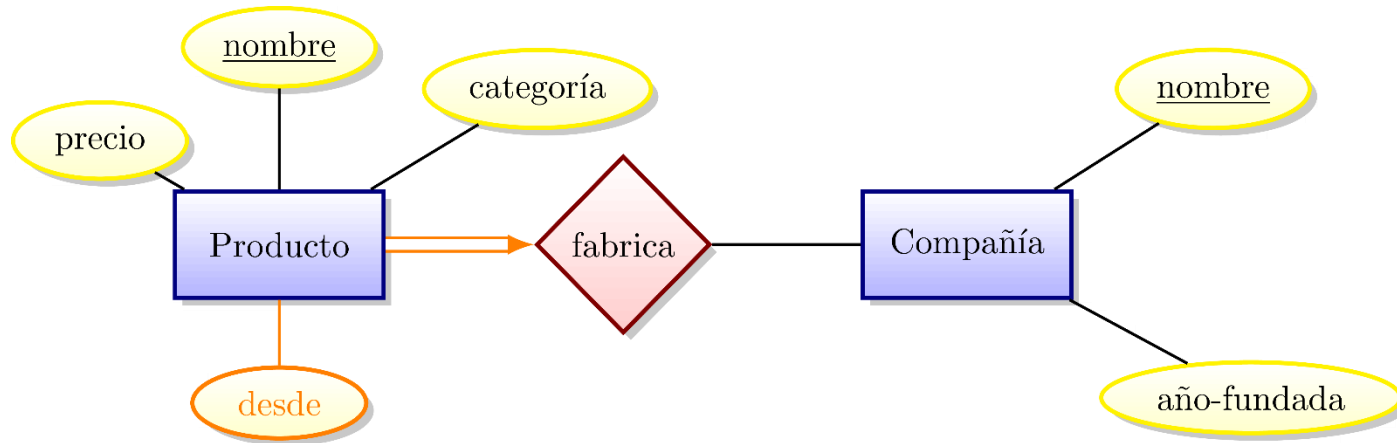 nombre
categoría
nombre
precio
Producto
fabrica
Compañía
desde
año-fundada